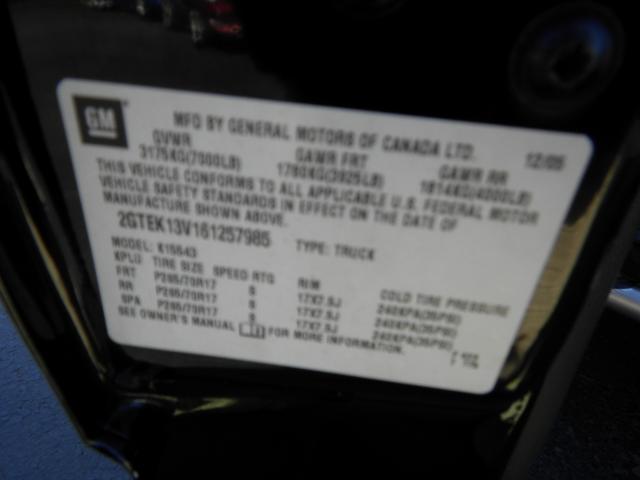 GM
MFG BY GENERAL MOTORS OF CANADA LTD. 12/05
GVWR GAWR FRT GAWR RR
3175KG(7000LB) 1780KG(3925LB) 1814KG(4000LB)
THIS VEHICLE CONFORMS TO ALL APPLICABLE U.S. FEDERAL MOTOR
VEHICLE SAFETY STANDARDS IN EFFECT ON THE DATE OF
MANUFACTURE SHOWN ABOVE.
2GTEK13V161257985 TYPE: TRUCK
MODEL: K15543
KPLU TIRE SIZE SPEED RTG RIM COLD TIRE PRESSURE
FRT P265/70R17 S 17X7.5J 240KPA(35PSI)
RR P265/70R17 S 17X7.5J 240KPA(35PSI)
SPA P265/70R17 S 17X7.5J 240KPA(35PSI)
SEE OWNER'S MANUAL FOR MORE INFORMATION.